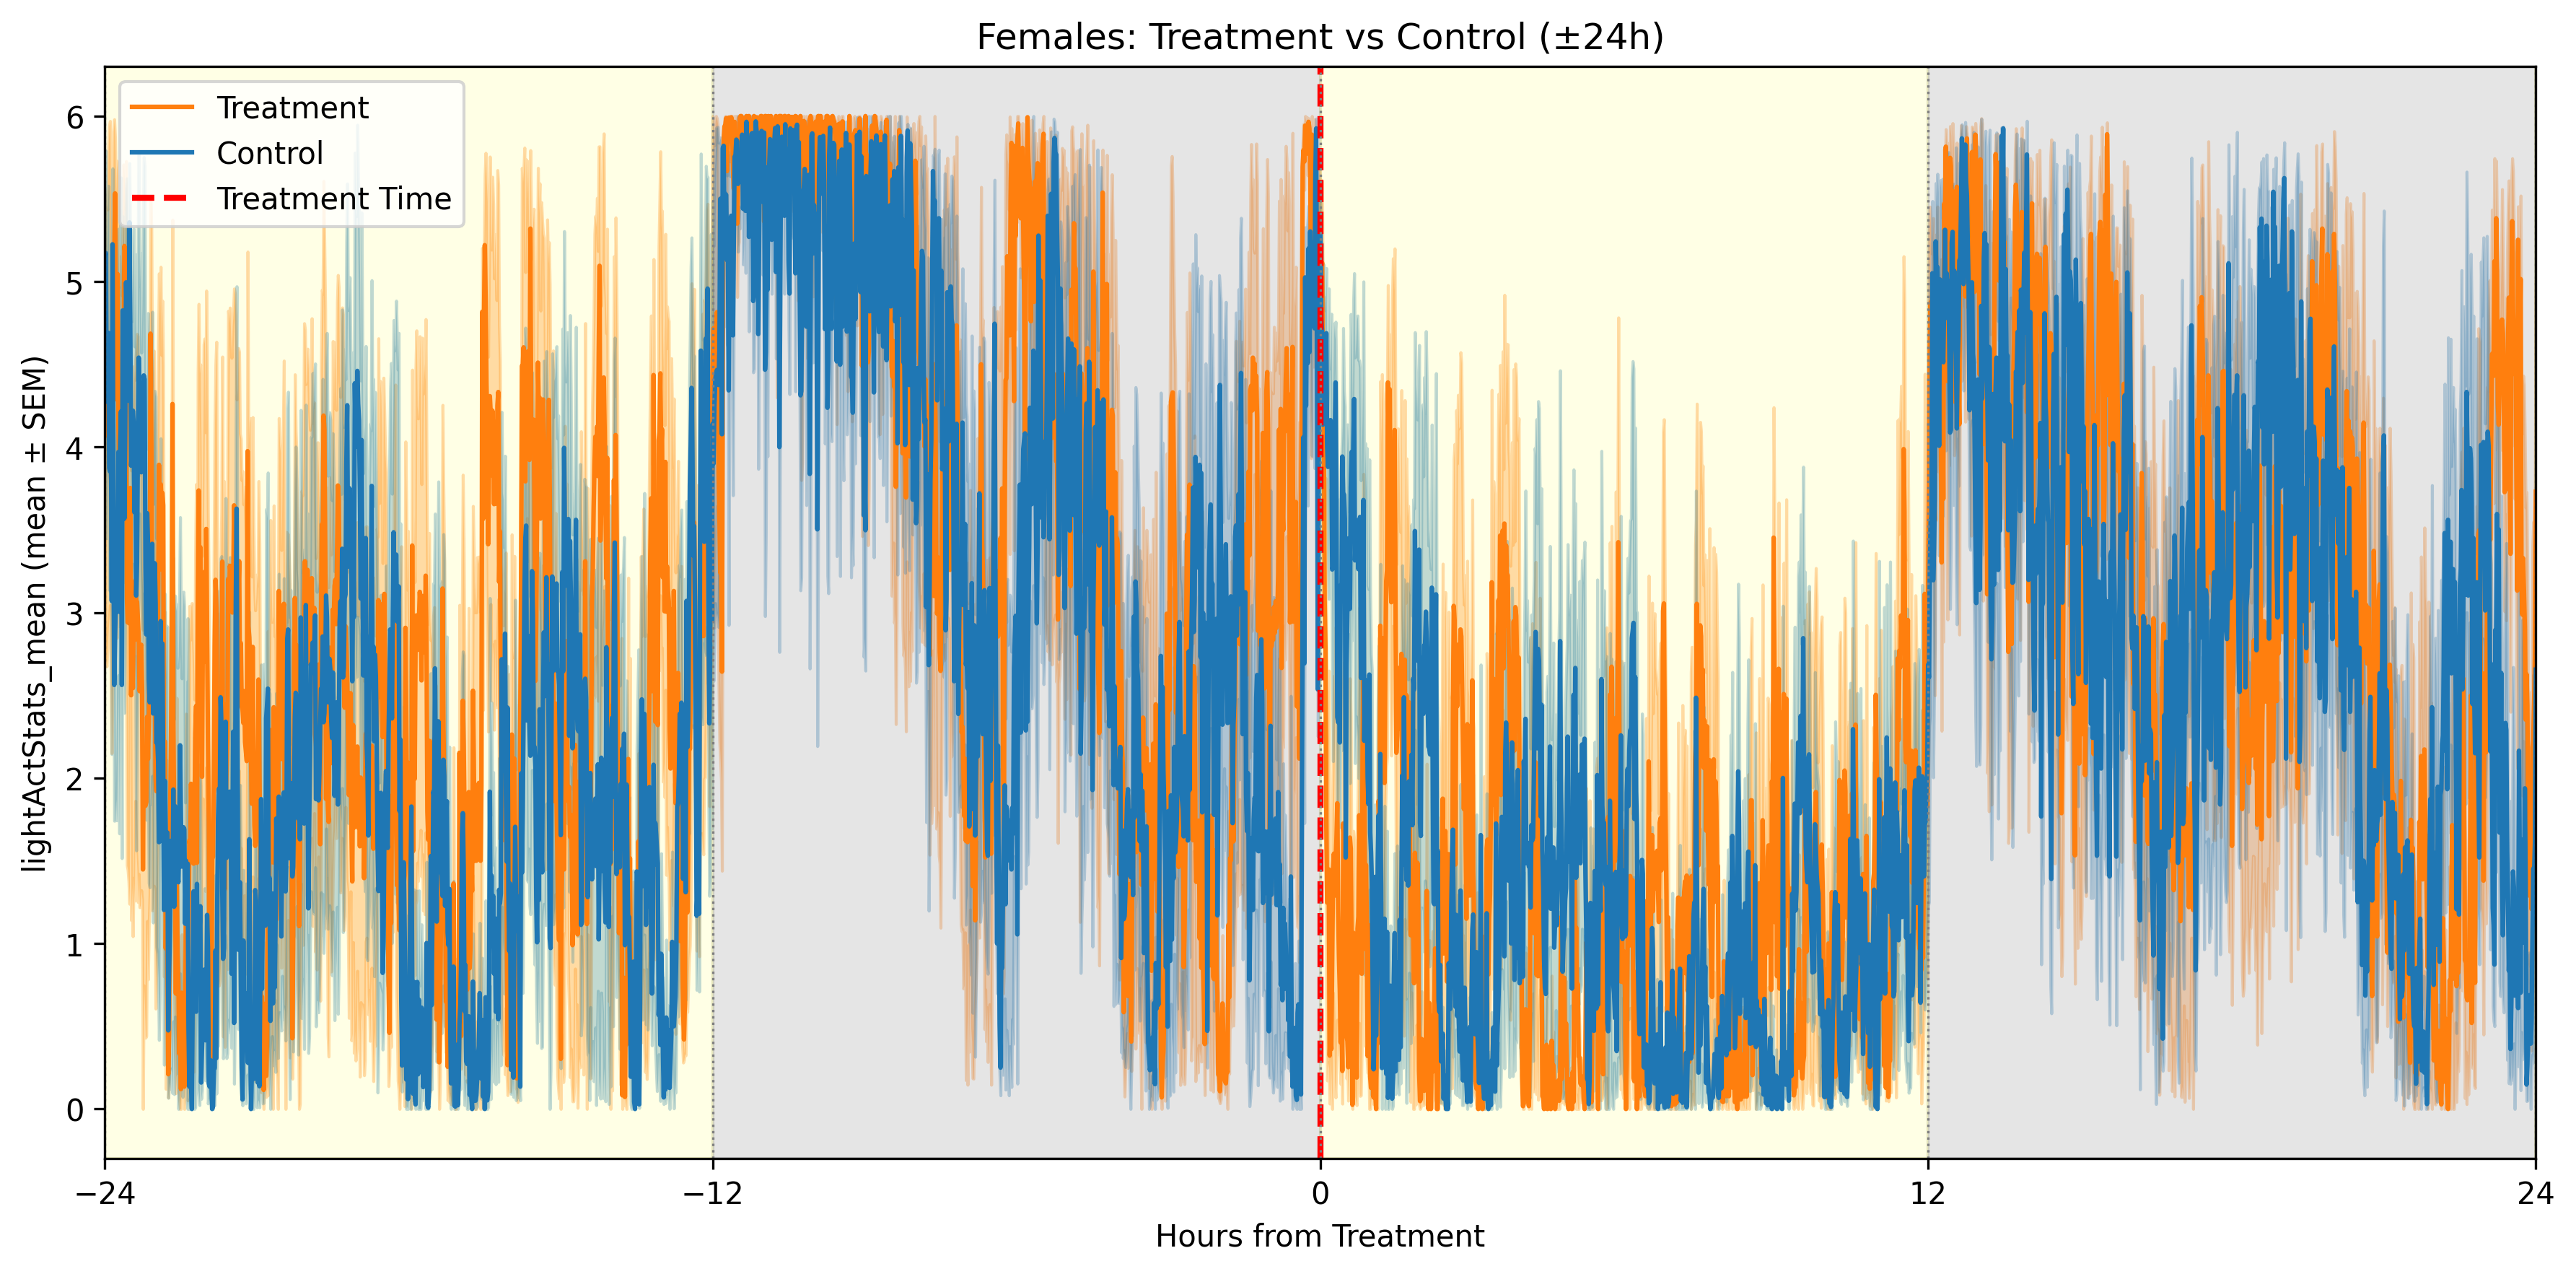 Females: Treatment vs Control (±24h)
Treatment
Control
Treatment Time
lightActStats_mean (mean ± SEM)
6
5
4
3
2
1
0
−24
−12
0
12
24
Hours from Treatment